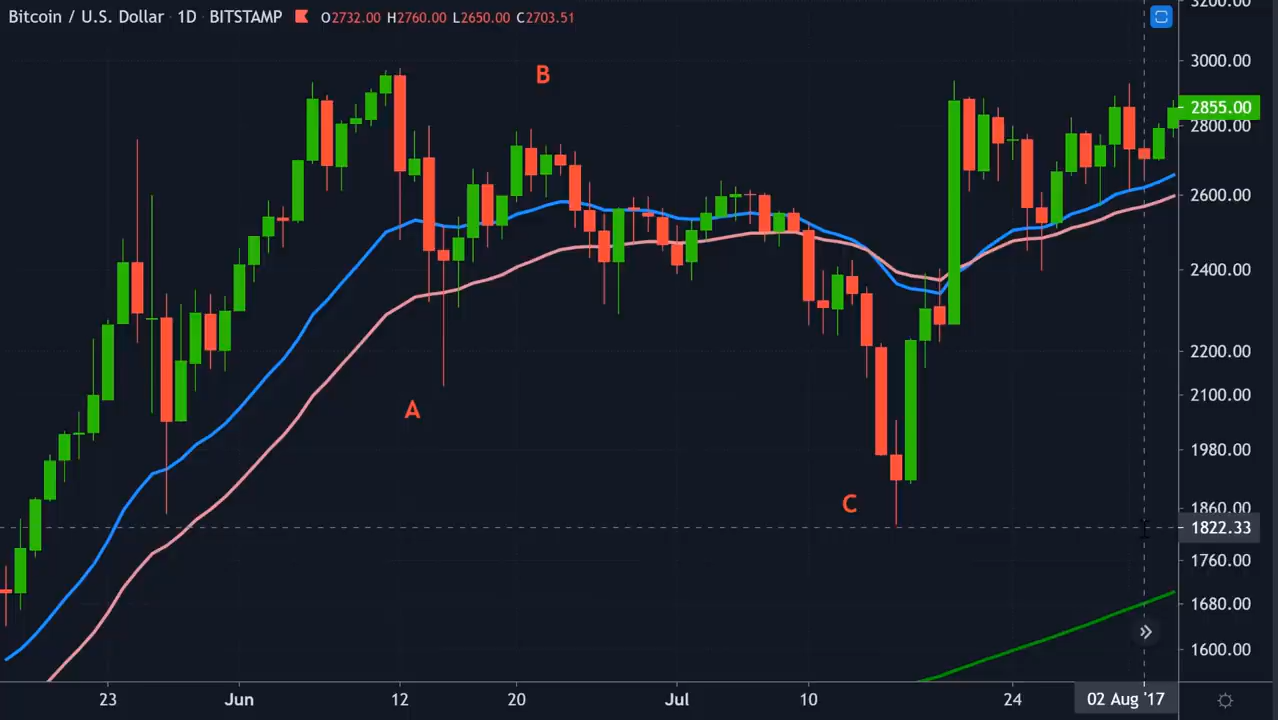 Bitcoin / U.S. Dollar · 1D · BITSTAMP O2732.00 H2760.00 L2650.00 C2703.51
3200.00
3000.00
2855.00
2800.00
2600.00
2400.00
2200.00
2100.00
1980.00
1860.00
1822.33
1760.00
1680.00
1600.00
B
A
C
23 Jun 12 20 Jul 10 24 02 Aug '17